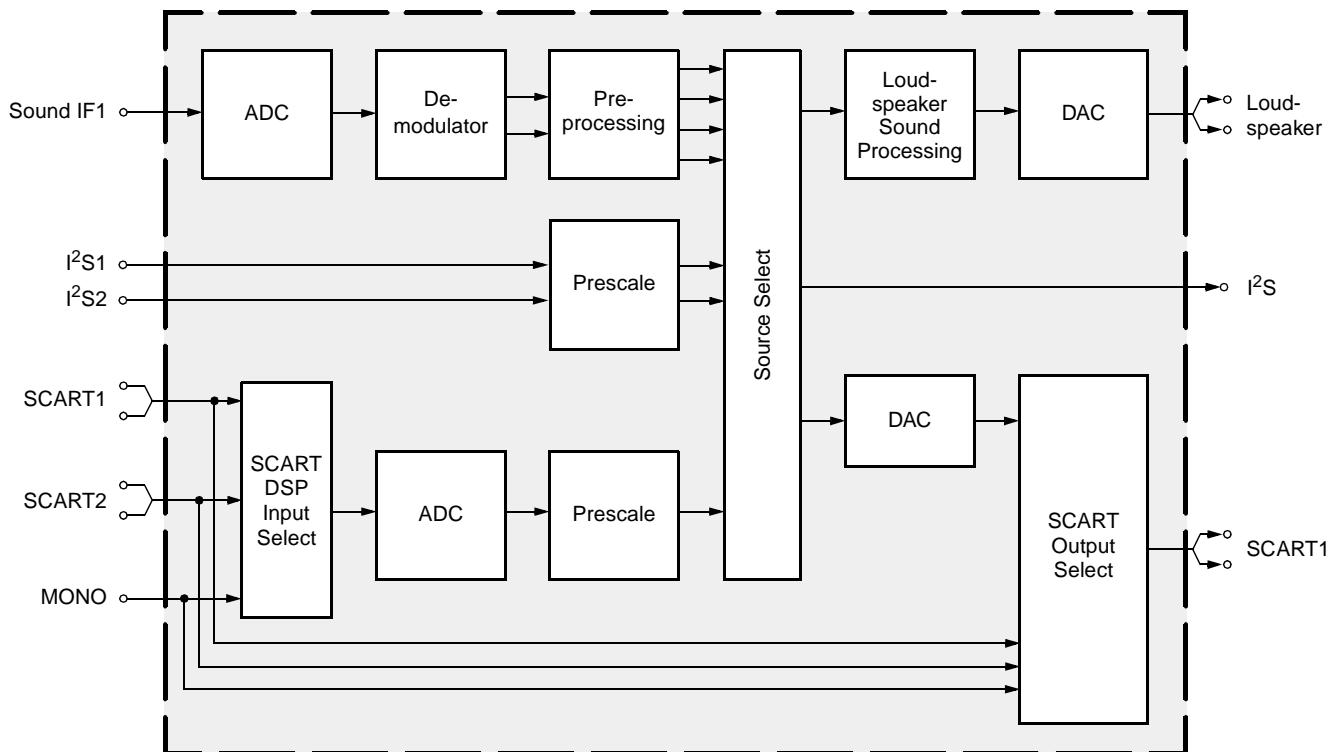 Sound IF1
ADC
De-
modulator
Pre-
processing
Loud-
speaker
Sound
Processing
DAC
Loud-
speaker
I²S1
I²S2
Prescale
Source Select
I²S
SCART1
SCART2
MONO
SCART
DSP
Input
Select
ADC
Prescale
DAC
SCART
Output
Select
SCART1